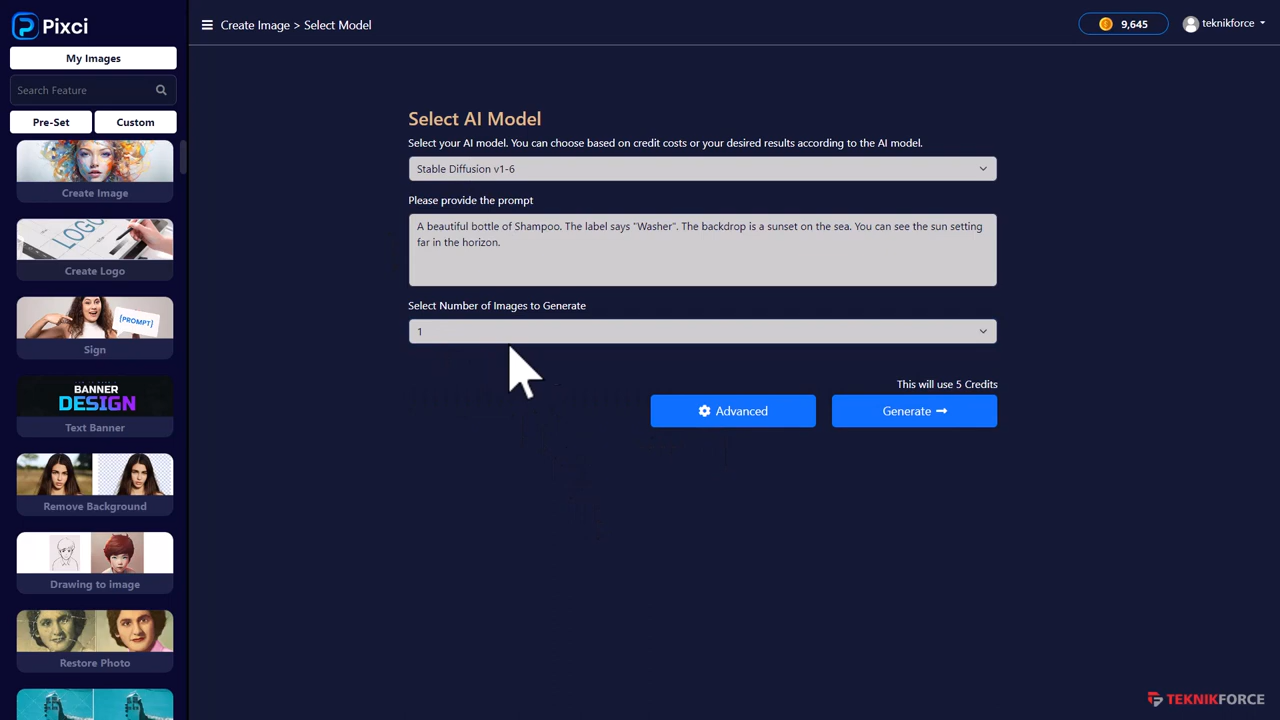 Pixci
My Images
Search Feature
Pre-Set
Custom
Create Image
LOGO
Create Logo
[PROMPT]
Sign
BANNER
DESIGN
Text Banner
Remove Background
Drawing to image
Restore Photo
Create Image > Select Model
9,645
teknikforce
Select AI Model
Select your AI model. You can choose based on credit costs or your desired results according to the AI model.
Stable Diffusion v1-6
Please provide the prompt
A beautiful bottle of Shampoo. The label says "Washer". The backdrop is a sunset on the sea. You can see the sun setting
far in the horizon.
Select Number of Images to Generate
1
This will use 5 Credits
Advanced
Generate
TEKNIKFORCE